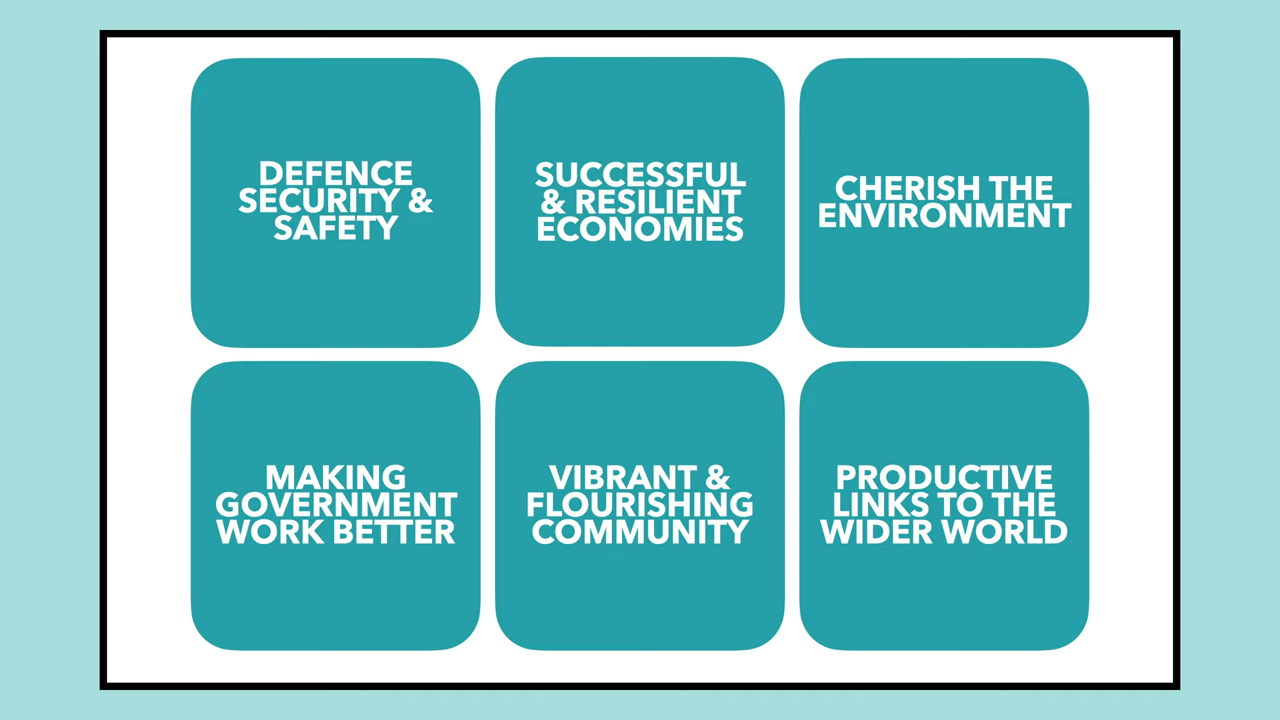 DEFENCE
SECURITY &
SAFETY
SUCCESSFUL
& RESILIENT
ECONOMIES
CHERISH THE
ENVIRONMENT
MAKING
GOVERNMENT
WORK BETTER
VIBRANT &
FLOURISHING
COMMUNITY
PRODUCTIVE
LINKS TO THE
WIDER WORLD